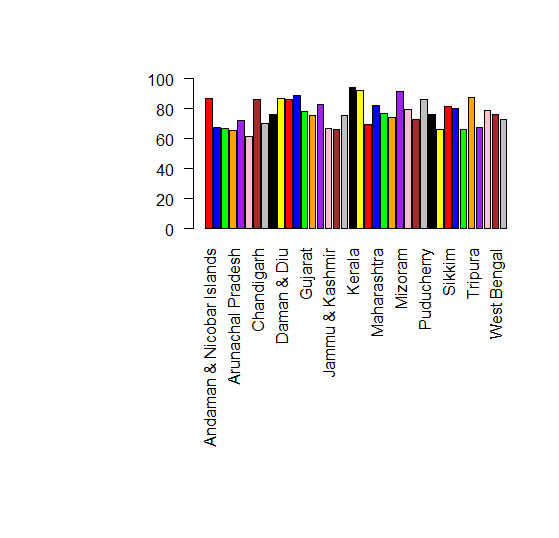 100
80
60
40
20
0
Andaman & Nicobar Islands
Arunachal Pradesh
Chandigarh
Daman & Diu
Gujarat
Jammu & Kashmir
Kerala
Maharashtra
Mizoram
Puducherry
Sikkim
Tripura
West Bengal